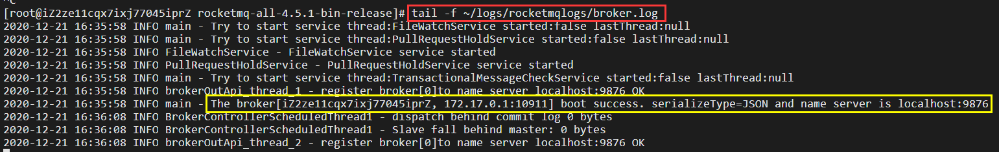 ^C
[root@iZ2ze11cqx7ixj77045iprZ rocketmq-all-4.5.1-bin-release]# tail -f ~/logs/rocketmqlogs/broker.log
2020-12-21 16:35:58 INFO main - Try to start service thread:FileWatchService started:false lastThread:null
2020-12-21 16:35:58 INFO main - Try to start service thread:PullRequestHoldService started:false lastThread:null
2020-12-21 16:35:58 INFO FileWatchService - FileWatchService service started
2020-12-21 16:35:58 INFO PullRequestHoldService - PullRequestHoldService service started
2020-12-21 16:35:58 INFO main - Try to start service thread:TransactionalMessageCheckService started:false lastThread:null
2020-12-21 16:35:58 INFO brokerOutApi_thread_1 - register broker[0]to name server localhost:9876 OK
2020-12-21 16:35:58 INFO main - The broker[iZ2ze11cqx7ixj77045iprZ, 172.17.0.1:10911] boot success. serializeType=JSON and name server is localhost:9876
2020-12-21 16:36:08 INFO BrokerControllerScheduledThread1 - dispatch behind commit log 0 bytes
2020-12-21 16:36:08 INFO BrokerControllerScheduledThread1 - Slave fall behind master: 0 bytes
2020-12-21 16:36:08 INFO brokerOutApi_thread_2 - register broker[0]to name server localhost:9876 OK